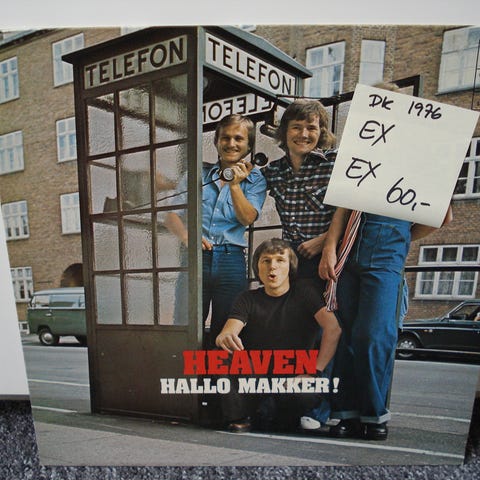 TELEFON
TELEFON
TELEFON
DK 1976
EX
EX 60,-
HEAVEN
HALLO MAKKER!